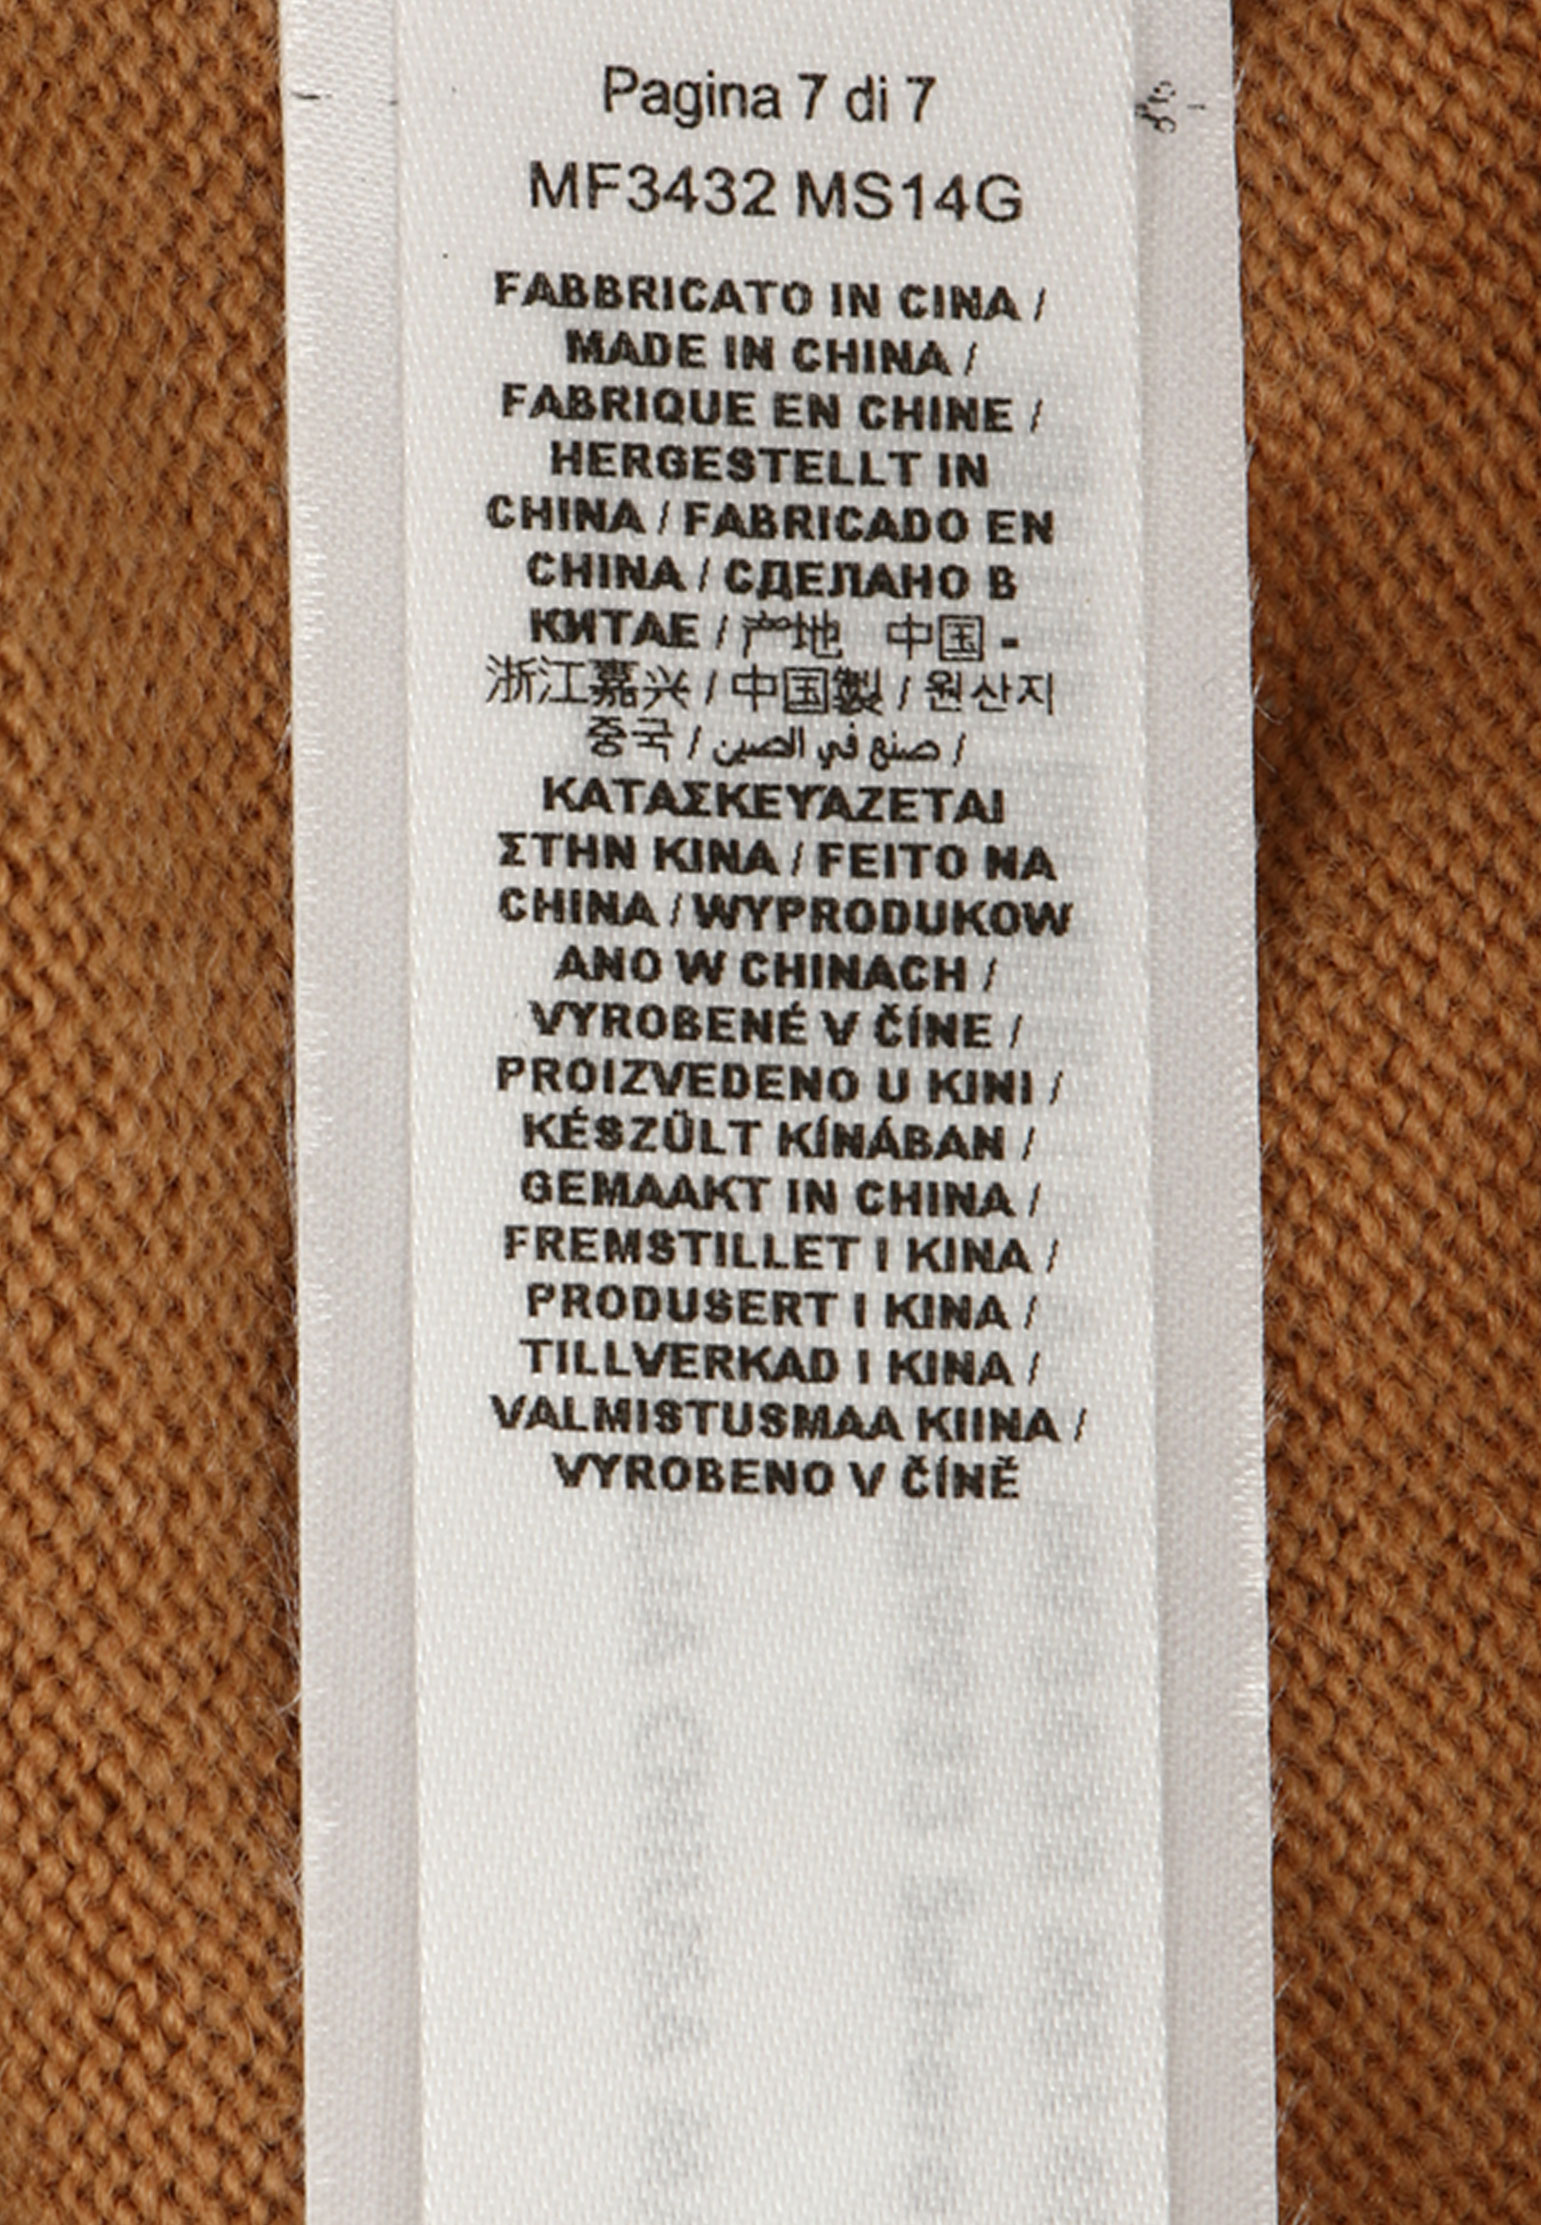 Pagina 7 di 7
MF3432 MS14G
FABBRICATO IN CINA /
MADE IN CHINA /
FABRIQUE EN CHINE /
HERGESTELLT IN
CHINA / FABRICADO EN
CHINA / СДЕЛАНО В
КИТАЕ / 产地 中国 -
浙江嘉兴 / 中国製 / 원산지
중국 / صنع في الصين /
ΚΑΤΑΣΚΕΥΑΖΕΤΑΙ
ΣΤΗΝ ΚΙΝΑ / FEITO NA
CHINA / WYPRODUKOW
ANO W CHINACH /
VYROBENÉ V ČÍNE /
PROIZVEDENO U KINI /
KÉSZÜLT KÍNÁBAN /
GEMAAKT IN CHINA /
FREMSTILLET I KINA /
PRODUSERT I KINA /
TILLVERKAD I KINA /
VALMISTUSMAA KIINA /
VYROBENO V ČÍNĚ